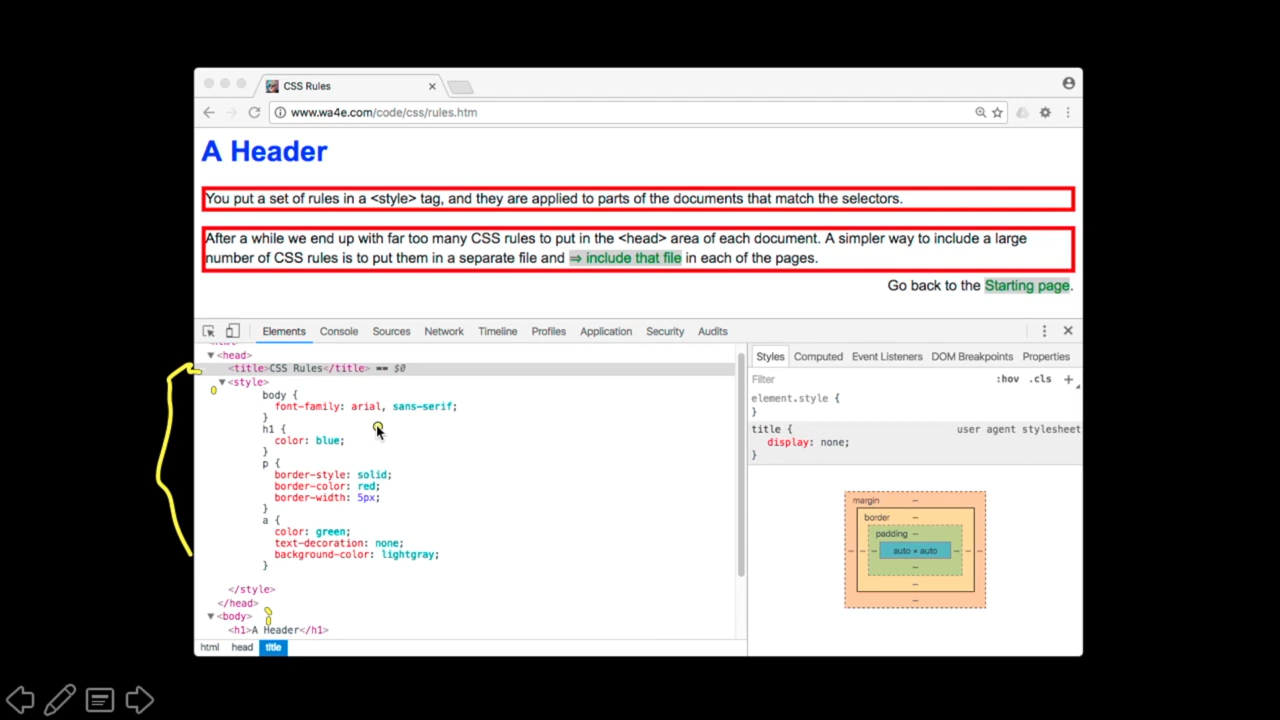 CSS Rules
www.wa4e.com/code/css/rules.htm
A Header
You put a set of rules in a <style> tag, and they are applied to parts of the documents that match the selectors.
After a while we end up with far too many CSS rules to put in the <head> area of each document. A simpler way to include a large
number of CSS rules is to put them in a separate file and ⇒ include that file in each of the pages.
Go back to the Starting page.
Elements Console Sources Network Timeline Profiles Application Security Audits
<head>
<title>CSS Rules</title> == $0
<style>
body {
font-family: arial, sans-serif;
}
h1 {
color: blue;
}
p {
border-style: solid;
border-color: red;
border-width: 5px;
}
a {
color: green;
text-decoration: none;
background-color: lightgray;
}
</style>
</head>
<body>
<h1>A Header</h1>
html head title
Styles Computed Event Listeners DOM Breakpoints Properties
Filter :hov .cls +
element.style {
}
title { user agent stylesheet
display: none;
}
margin –
border –
padding –
– – – auto × auto – – –
–
–
–